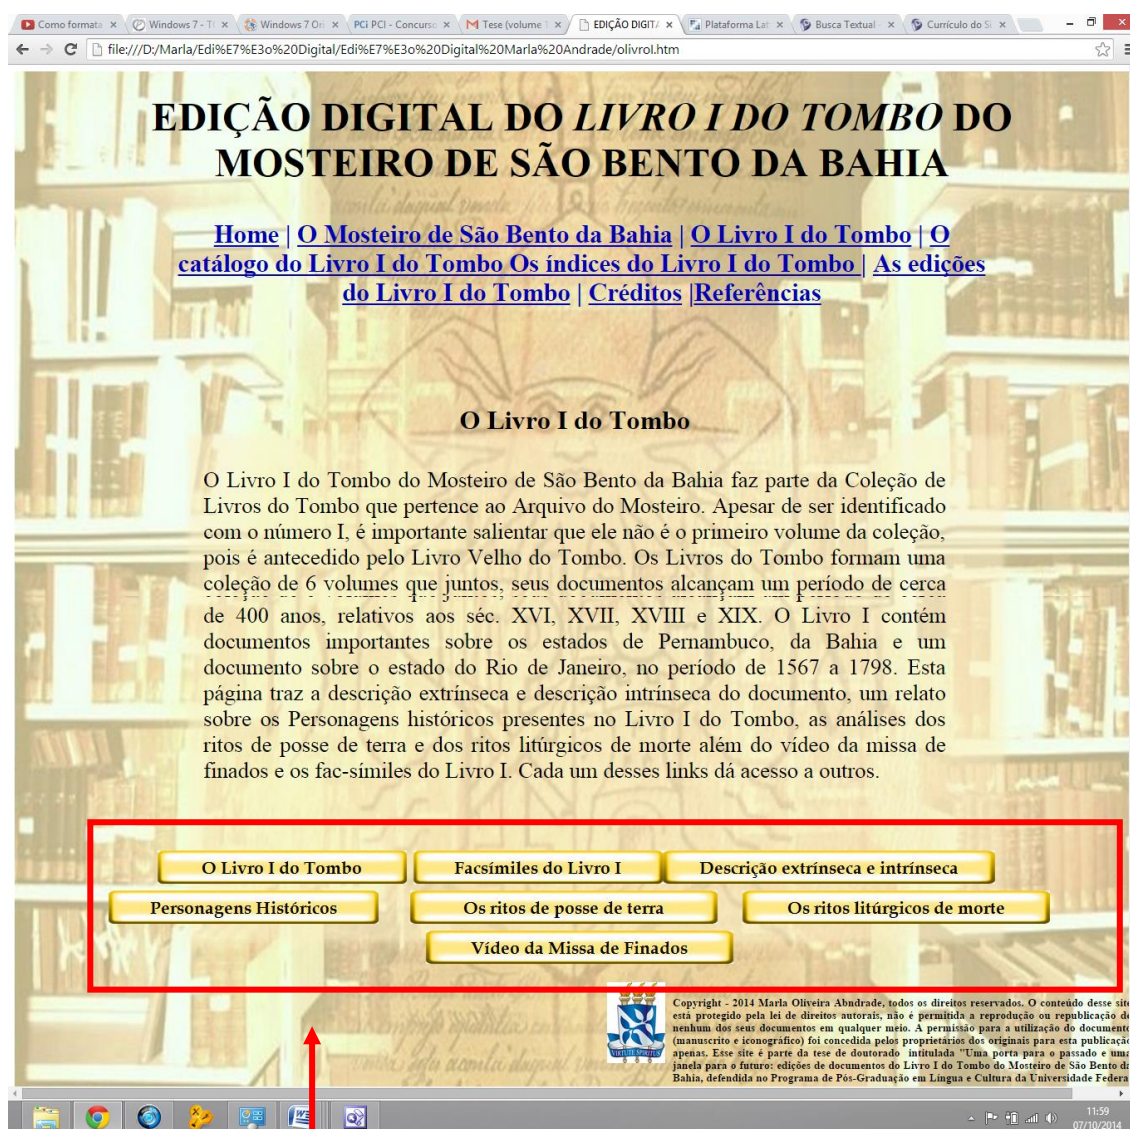 Como formata
Windows 7 - T
Windows 7 Ori
PCI PCI - Concurso
Tese (volume 1
EDIÇÃO DIGITA
Plataforma Lat
Busca Textual -
Currículo do Si
file:///D:/Marla/Edi%E7%E3o%20Digital/Edi%E7%E3o%20Digital%20Marla%20Andrade/olivroI.htm
EDIÇÃO DIGITAL DO LIVRO I DO TOMBO DO
MOSTEIRO DE SÃO BENTO DA BAHIA
Home | O Mosteiro de São Bento da Bahia | O Livro I do Tombo | O
catálogo do Livro I do Tombo Os índices do Livro I do Tombo | As edições
do Livro I do Tombo | Créditos |Referências
O Livro I do Tombo
O Livro I do Tombo do Mosteiro de São Bento da Bahia faz parte da Coleção de
Livros do Tombo que pertence ao Arquivo do Mosteiro. Apesar de ser identificado
com o número I, é importante salientar que ele não é o primeiro volume da coleção,
pois é antecedido pelo Livro Velho do Tombo. Os Livros do Tombo formam uma
coleção de 6 volumes que juntos, seus documentos alcançam um período de cerca
de 400 anos, relativos aos séc. XVI, XVII, XVIII e XIX. O Livro I contém
documentos importantes sobre os estados de Pernambuco, da Bahia e um
documento sobre o estado do Rio de Janeiro, no período de 1567 a 1798. Esta
página traz a descrição extrínseca e descrição intrínseca do documento, um relato
sobre os Personagens históricos presentes no Livro I do Tombo, as análises dos
ritos de posse de terra e dos ritos litúrgicos de morte além do vídeo da missa de
finados e os fac-símiles do Livro I. Cada um desses links dá acesso a outros.
O Livro I do Tombo
Facsímiles do Livro I
Descrição extrínseca e intrínseca
Personagens Históricos
Os ritos de posse de terra
Os ritos litúrgicos de morte
Vídeo da Missa de Finados
VIRTUTE SPIRITUS
Copyright - 2014 Marla Oliveira Abndrade, todos os direitos reservados. O conteúdo desse site
está protegido pela lei de direitos autorais, não é permitida a reprodução ou republicação de
nenhum dos seus documentos em qualquer meio. A permissão para a utilização do documento
(manuscrito e iconográfico) foi concedida pelos proprietários dos originais para esta publicação
apenas. Esse site é parte da tese de doutorado intitulada "Uma porta para o passado e uma
janela para o futuro: edições de documentos do Livro I do Tombo do Mosteiro de São Bento da
Bahia, defendida no Programa de Pós-Graduação em Língua e Cultura da Universidade Federa
11:59
07/10/2014